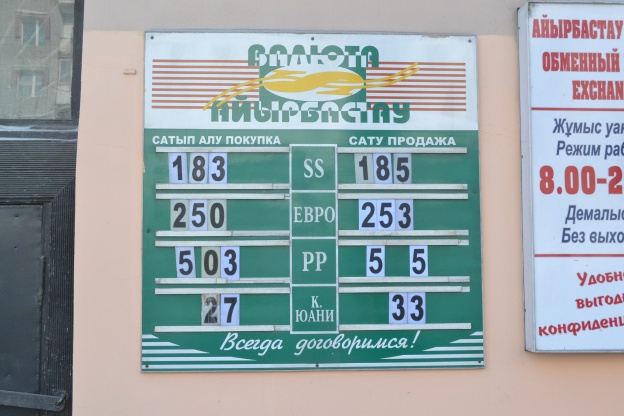 ВАЛЮТА
АЙЫРБАСТАУ
САТЫП АЛУ ПОКУПКА САТУ ПРОДАЖА
183 SS 185
250 ЕВРО 253
503 РР 5 5
27 К. ЮАНИ 33
Всегда договоримся!
АЙЫРБАСТАУ
ОБМЕННЫЙ
EXCHAN
Жұмыс уа
Режим раб
8.00-2
Демалыс
Без выхо
Удобн
выгод
конфиденц